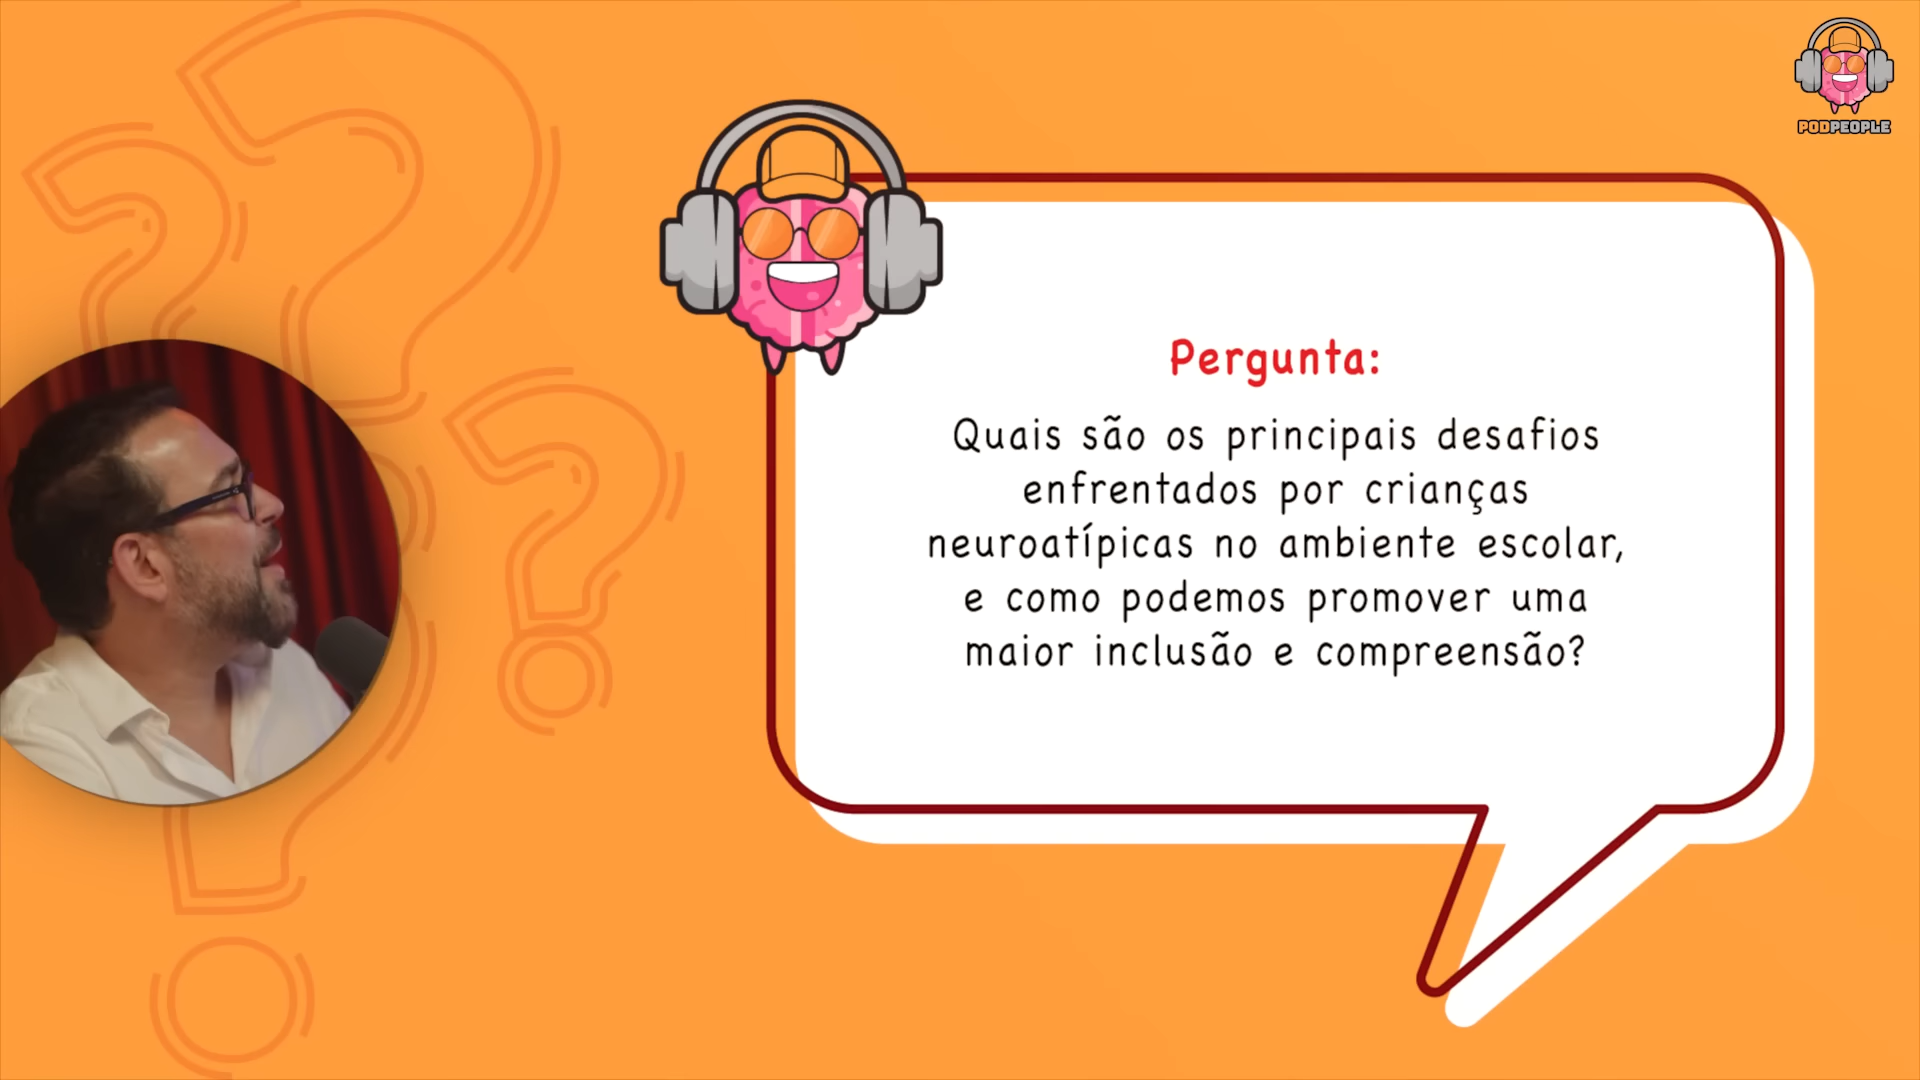 PODPEOPLE
Pergunta:
Quais são os principais desafios
enfrentados por crianças
neuroatípicas no ambiente escolar,
e como podemos promover uma
maior inclusão e compreensão?